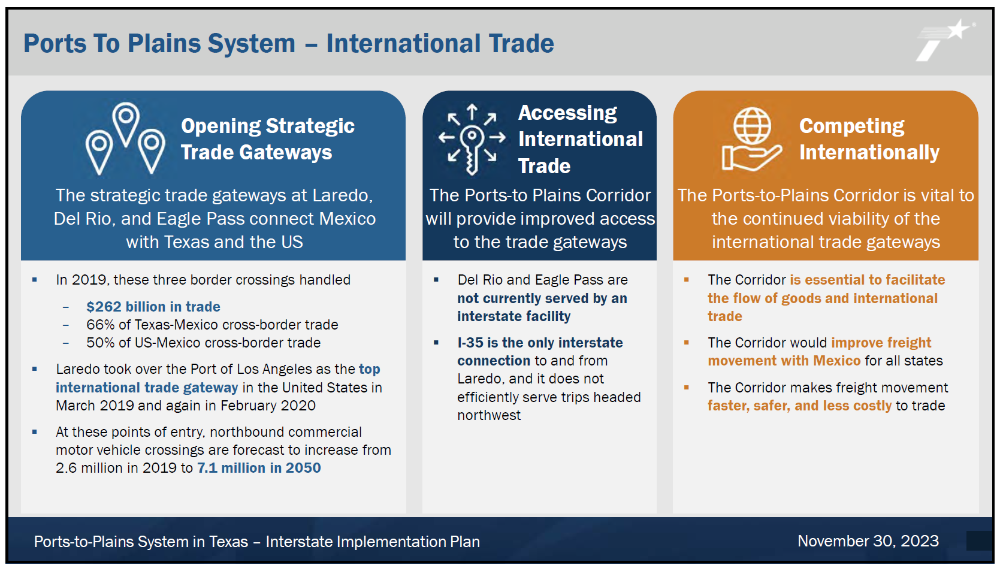 Ports To Plains System – International Trade
Opening Strategic
Trade Gateways
The strategic trade gateways at Laredo,
Del Rio, and Eagle Pass connect Mexico
with Texas and the US
▪ In 2019, these three border crossings handled
– $262 billion in trade
– 66% of Texas-Mexico cross-border trade
– 50% of US-Mexico cross-border trade
▪ Laredo took over the Port of Los Angeles as the top
international trade gateway in the United States in
March 2019 and again in February 2020
▪ At these points of entry, northbound commercial
motor vehicle crossings are forecast to increase from
2.6 million in 2019 to 7.1 million in 2050
Accessing
International
Trade
The Ports-to Plains Corridor
will provide improved access
to the trade gateways
▪ Del Rio and Eagle Pass are
not currently served by an
interstate facility
▪ I-35 is the only interstate
connection to and from
Laredo, and it does not
efficiently serve trips headed
northwest
Competing
Internationally
The Ports-to-Plains Corridor is vital to
the continued viability of the
international trade gateways
▪ The Corridor is essential to facilitate
the flow of goods and international
trade
▪ The Corridor would improve freight
movement with Mexico for all states
▪ The Corridor makes freight movement
faster, safer, and less costly to trade
Ports-to-Plains System in Texas – Interstate Implementation Plan
November 30, 2023